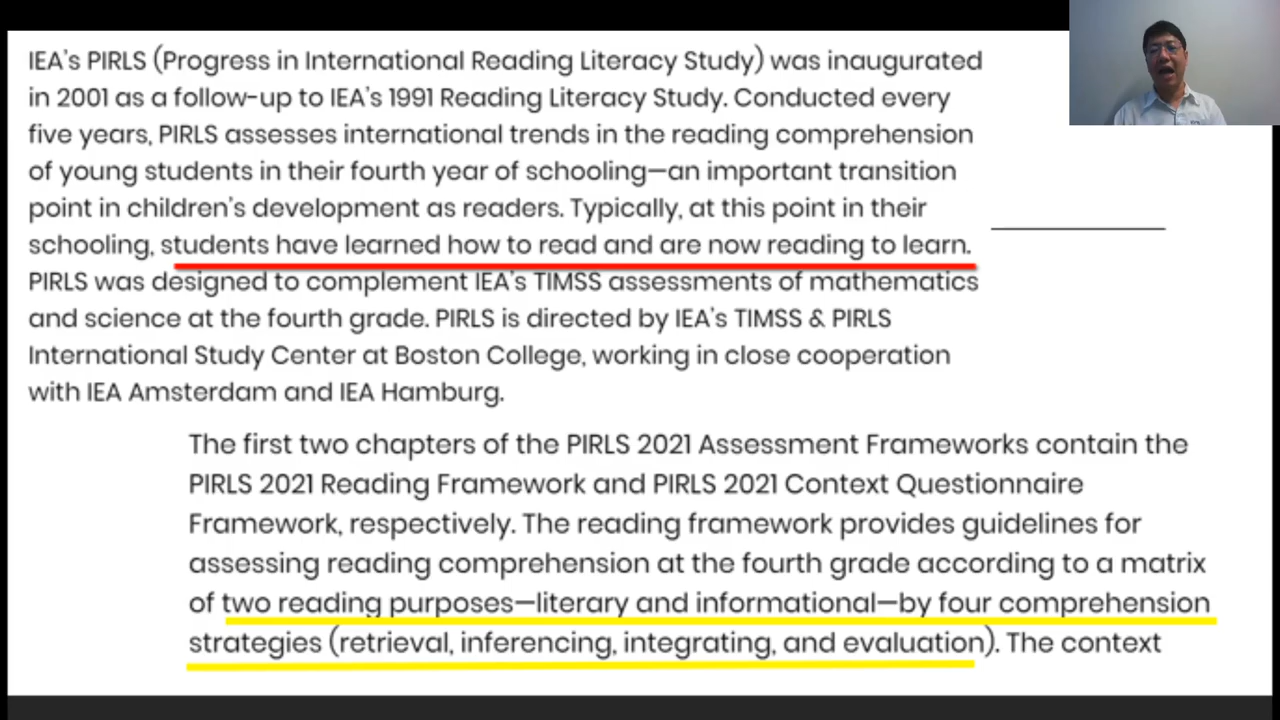 IEA's PIRLS (Progress in International Reading Literacy Study) was inaugurated
in 2001 as a follow-up to IEA's 1991 Reading Literacy Study. Conducted every
five years, PIRLS assesses international trends in the reading comprehension
of young students in their fourth year of schooling—an important transition
point in children's development as readers. Typically, at this point in their
schooling, students have learned how to read and are now reading to learn.
PIRLS was designed to complement IEA's TIMSS assessments of mathematics
and science at the fourth grade. PIRLS is directed by IEA's TIMSS & PIRLS
International Study Center at Boston College, working in close cooperation
with IEA Amsterdam and IEA Hamburg.
The first two chapters of the PIRLS 2021 Assessment Frameworks contain the
PIRLS 2021 Reading Framework and PIRLS 2021 Context Questionnaire
Framework, respectively. The reading framework provides guidelines for
assessing reading comprehension at the fourth grade according to a matrix
of two reading purposes—literary and informational—by four comprehension
strategies (retrieval, inferencing, integrating, and evaluation). The context